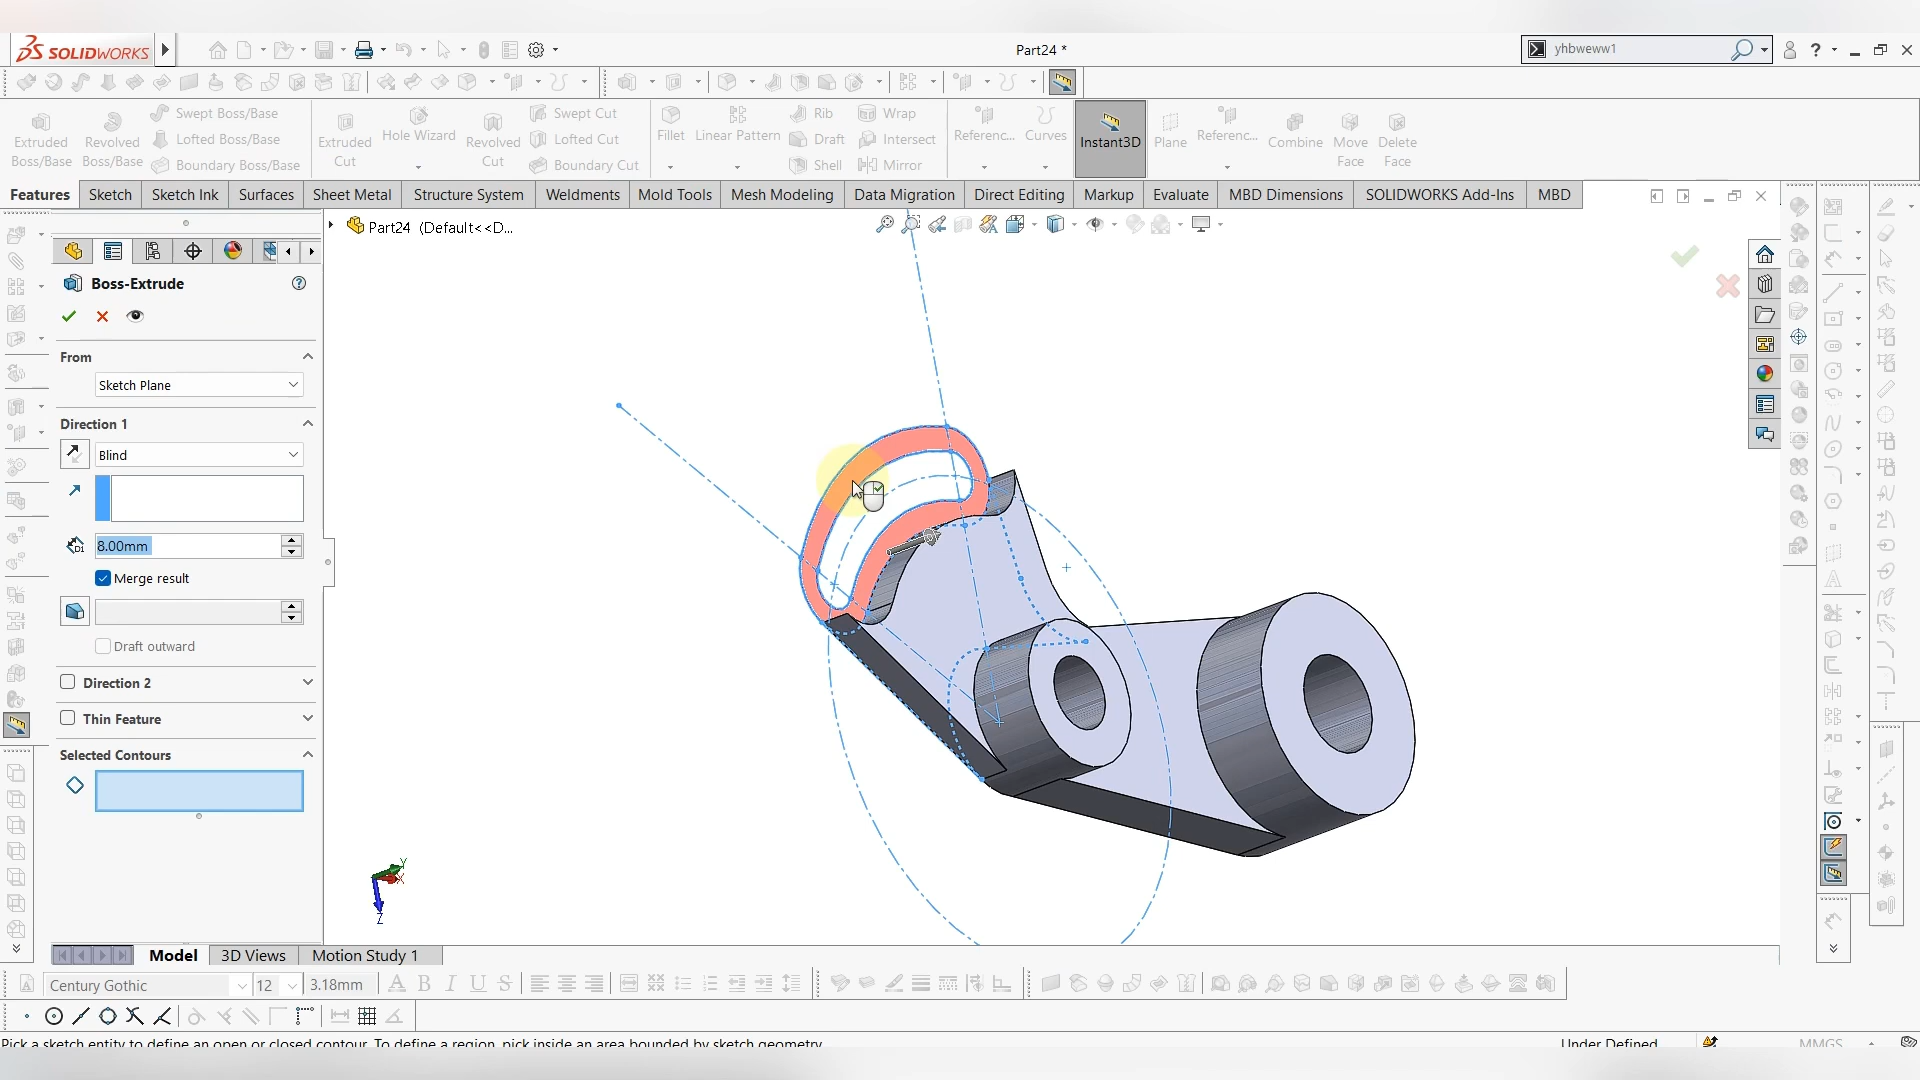 SOLIDWORKS
Part24 *
yhbweww1
?
Extruded Boss/Base
Revolved Boss/Base
Swept Boss/Base
Lofted Boss/Base
Boundary Boss/Base
Extruded Cut
Hole Wizard
Revolved Cut
Swept Cut
Lofted Cut
Boundary Cut
Fillet
Linear Pattern
Rib
Draft
Shell
Wrap
Intersect
Mirror
Referenc...
Curves
Instant3D
Plane
Referenc...
Combine
Move Face
Delete Face
Features Sketch Sketch Ink Surfaces Sheet Metal Structure System Weldments Mold Tools Mesh Modeling Data Migration Direct Editing Markup Evaluate MBD Dimensions SOLIDWORKS Add-Ins MBD
Part24 (Default<<D...
Boss-Extrude
From
Sketch Plane
Direction 1
Blind
8.00mm
Merge result
Draft outward
Direction 2
Thin Feature
Selected Contours
Y
X
Z
Model 3D Views Motion Study 1
Century Gothic 12 3.18mm A B I U S
Pick a sketch entity to define an open or closed contour. To define a region, pick inside an area bounded by sketch geometry
Under Defined
MMGS